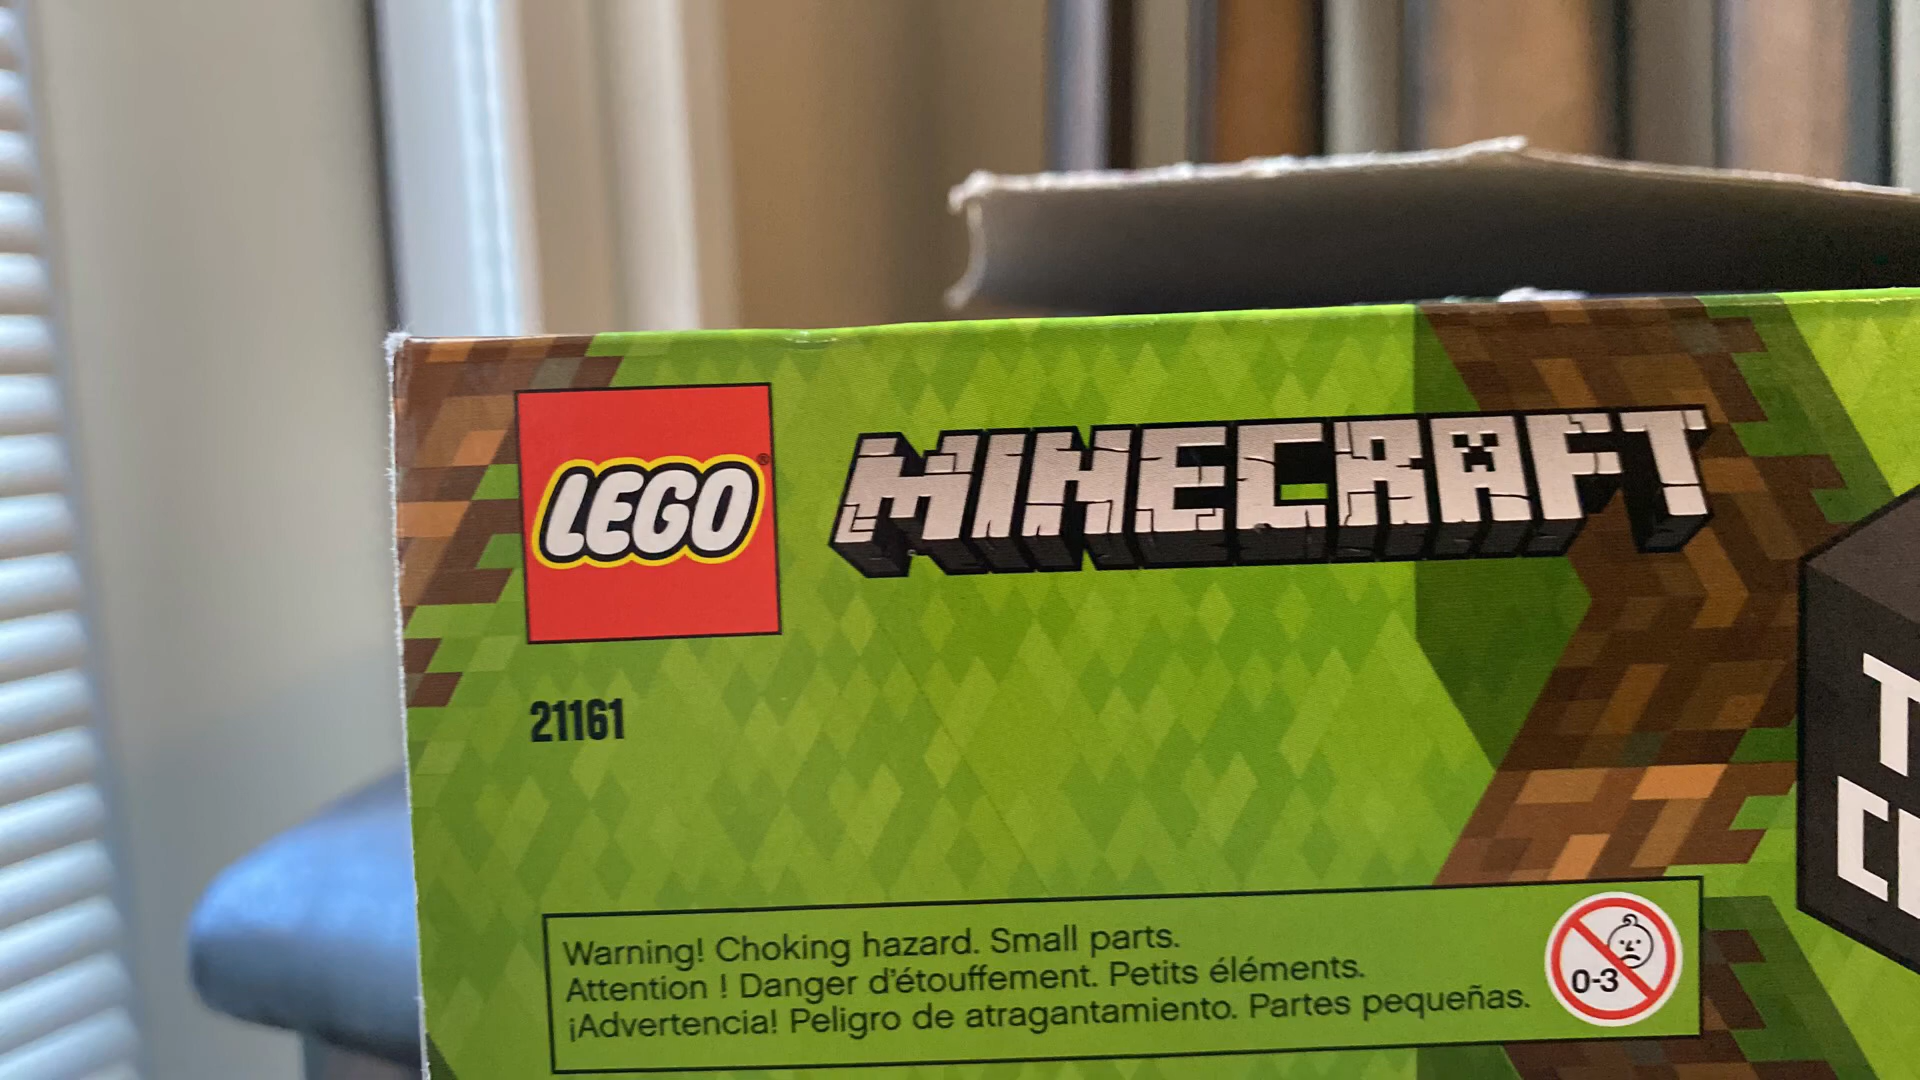 LEGO®
MINECRAFT
21161
Warning! Choking hazard. Small parts.
Attention ! Danger d'étouffement. Petits éléments.
¡Advertencia! Peligro de atragantamiento. Partes pequeñas.
0-3